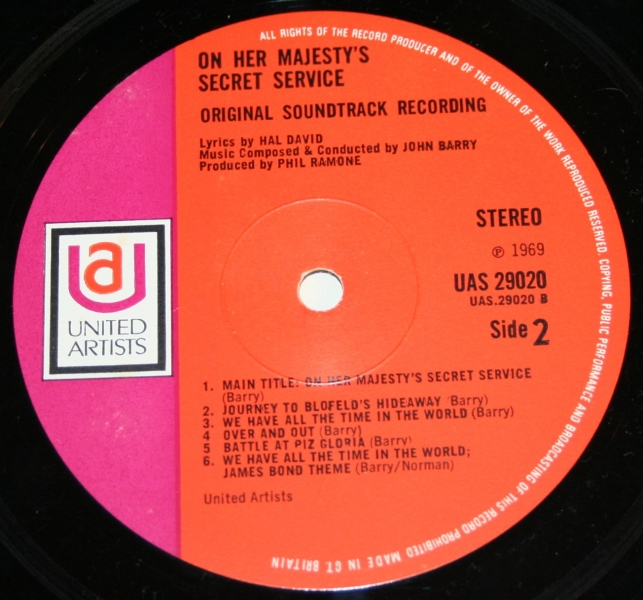 ALL RIGHTS OF THE RECORD PRODUCER AND OF THE OWNER OF THE WORK REPRODUCED RESERVED. COPYING, PUBLIC PERFORMANCE AND BROADCASTING OF THIS RECORD PROHIBITED MADE IN GT. BRITAIN
ON HER MAJESTY'S
SECRET SERVICE
ORIGINAL SOUNDTRACK RECORDING
Lyrics by HAL DAVID
Music Composed & Conducted by JOHN BARRY
Produced by PHIL RAMONE
STEREO
℗ 1969
UAS 29020
UAS.29020 B
Side 2
ua
UNITED
ARTISTS
1. MAIN TITLE: ON HER MAJESTY'S SECRET SERVICE
(Barry)
2. JOURNEY TO BLOFELD'S HIDEAWAY (Barry)
3. WE HAVE ALL THE TIME IN THE WORLD (Barry)
4 OVER AND OUT (Barry)
5 BATTLE AT PIZ GLORIA (Barry)
6. WE HAVE ALL THE TIME IN THE WORLD;
JAMES BOND THEME (Barry/Norman)
United Artists